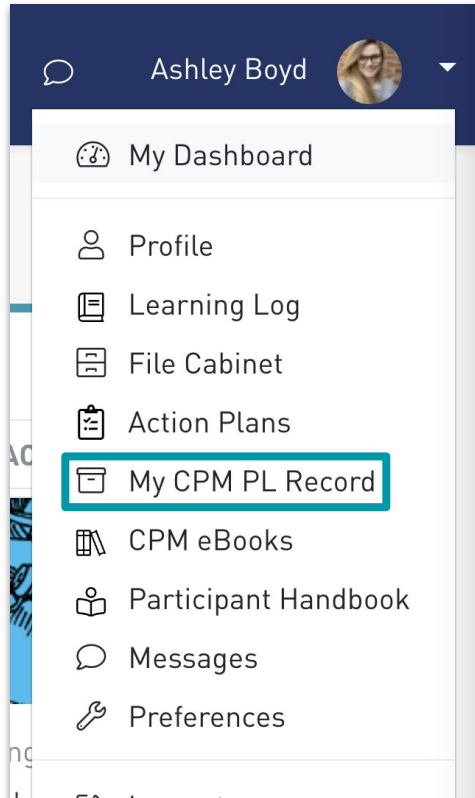 Ashley Boyd
My Dashboard
Profile
Learning Log
File Cabinet
Action Plans
My CPM PL Record
CPM eBooks
Participant Handbook
Messages
Preferences